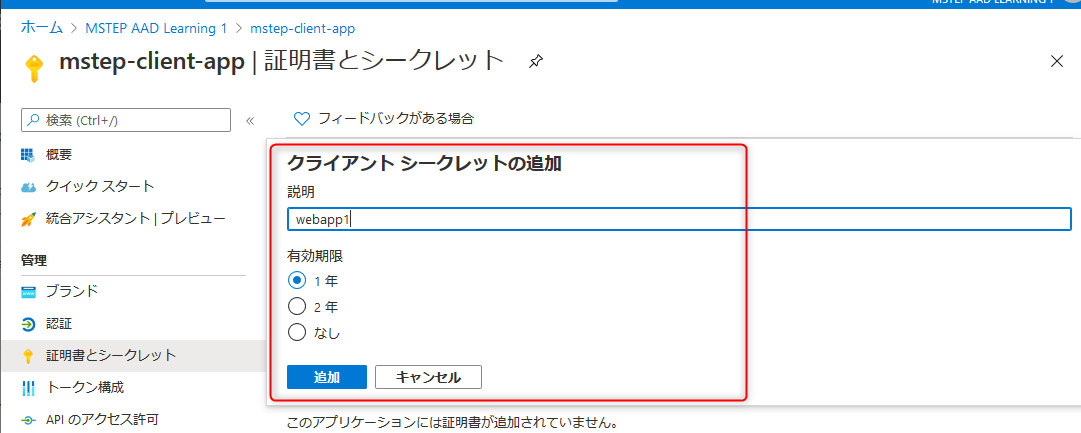 MSTEP AAD LEARNING 1
ホーム > MSTEP AAD Learning 1 > mstep-client-app
mstep-client-app | 証明書とシークレット
検索 (Ctrl+/)
«
フィードバックがある場合
概要
クイック スタート
統合アシスタント | プレビュー
管理
ブランド
認証
証明書とシークレット
トークン構成
API のアクセス許可
クライアント シークレットの追加
説明
webapp1
有効期限
1 年
2 年
なし
追加 キャンセル
このアプリケーションには証明書が追加されていません。